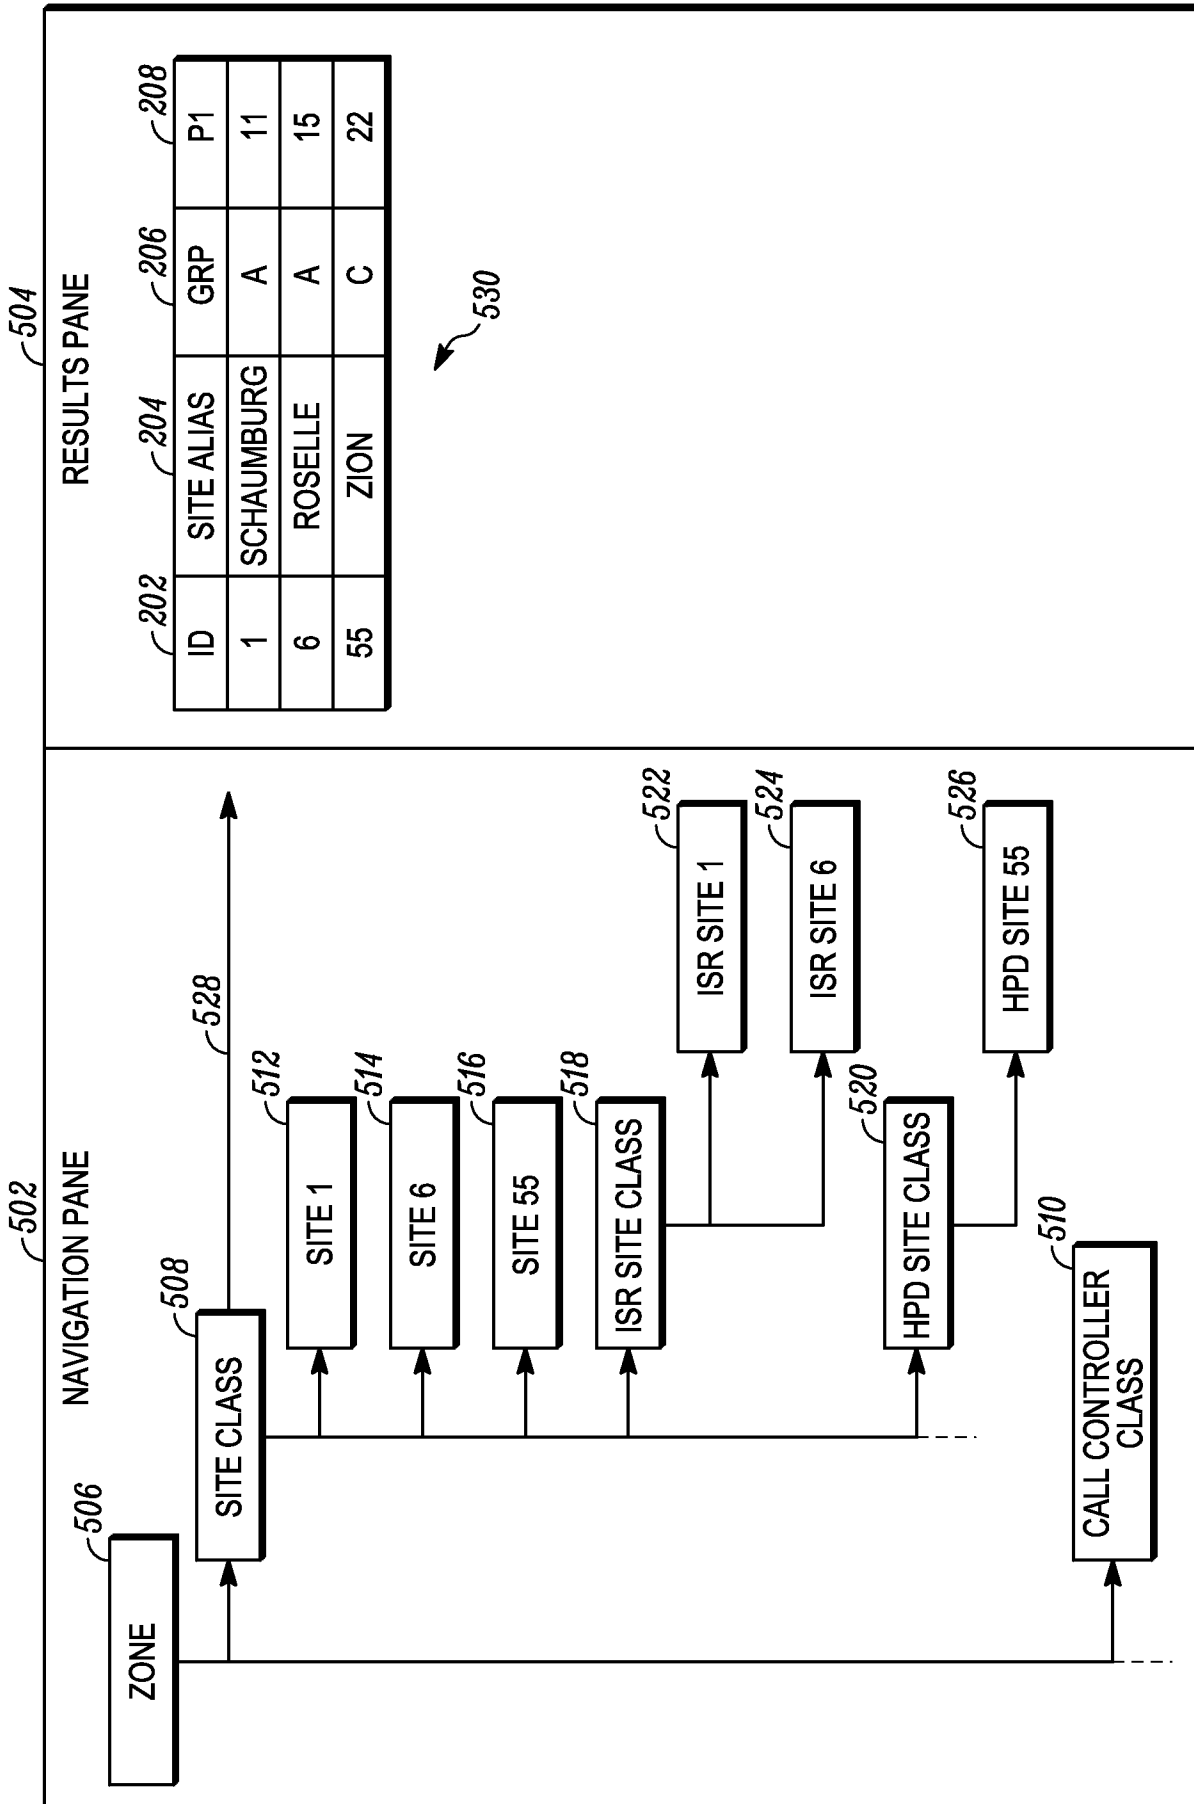 502
NAVIGATION PANE
506
ZONE
508
SITE CLASS
528
512
SITE 1
514
SITE 6
516
SITE 55
518
ISR SITE CLASS
522
ISR SITE 1
524
ISR SITE 6
520
HPD SITE CLASS
526
HPD SITE 55
510
CALL CONTROLLER
CLASS
504
RESULTS PANE
202 204 206 208
ID SITE ALIAS GRP P1
1 SCHAUMBURG A 11
6 ROSELLE A 15
55 ZION C 22
530